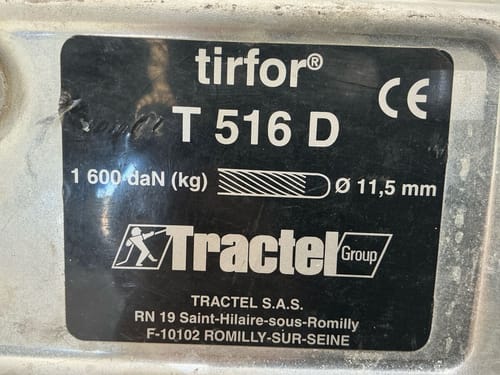 tirfor®
CE
T 516 D
1 600 daN (kg) Ø 11,5 mm
Tractel Group
TRACTEL S.A.S.
RN 19 Saint-Hilaire-sous-Romilly
F-10102 ROMILLY-SUR-SEINE